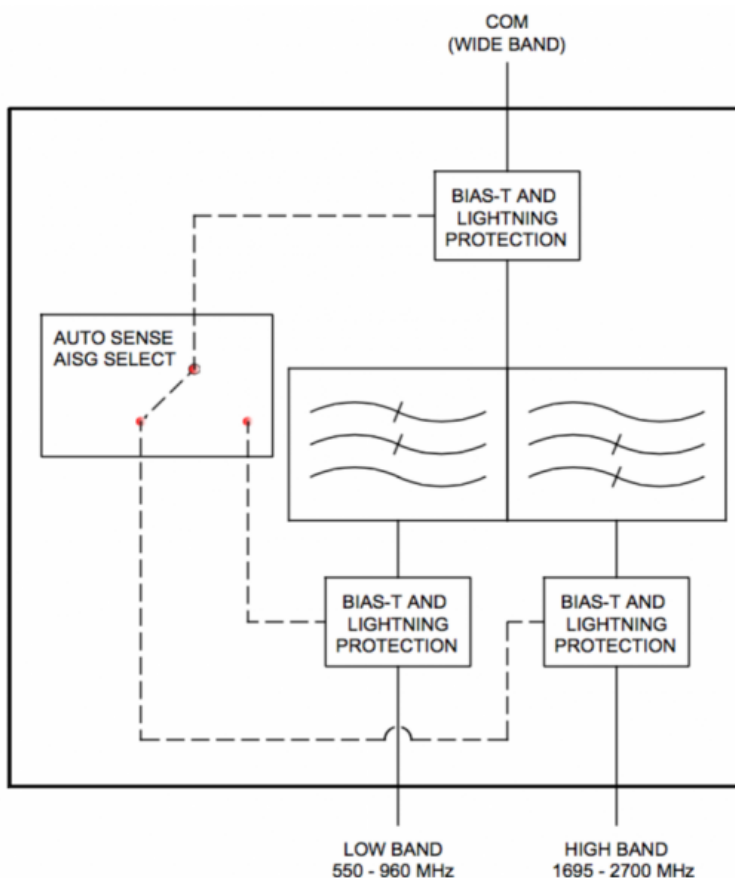 COM
(WIDE BAND)
BIAS-T AND
LIGHTNING
PROTECTION
AUTO SENSE
AISG SELECT
BIAS-T AND
LIGHTNING
PROTECTION
BIAS-T AND
LIGHTNING
PROTECTION
LOW BAND
550 - 960 MHz
HIGH BAND
1695 - 2700 MHz